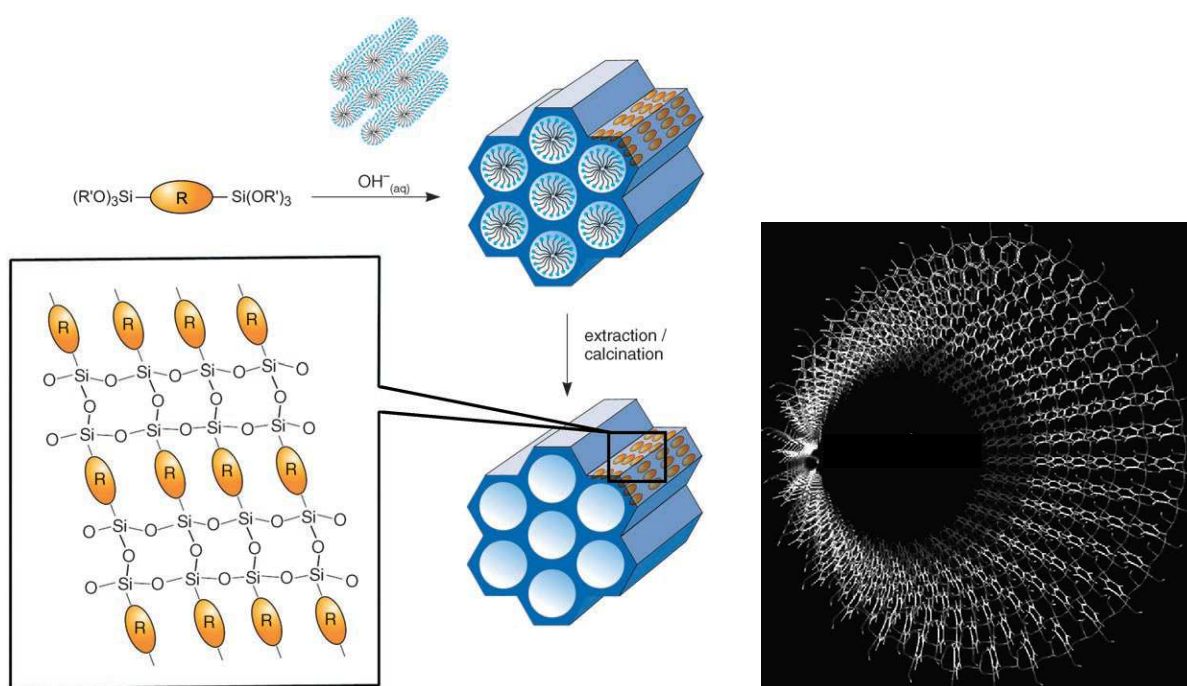 (R'O)₃Si R Si(OR')₃
OH⁻(aq)
extraction /
calcination
R R R R
O Si O Si O Si O Si O
O O O O
O Si O Si O Si O Si O
R R R R
Si O Si O Si O Si O
O O O O
O Si O Si O Si O Si O
R R R R